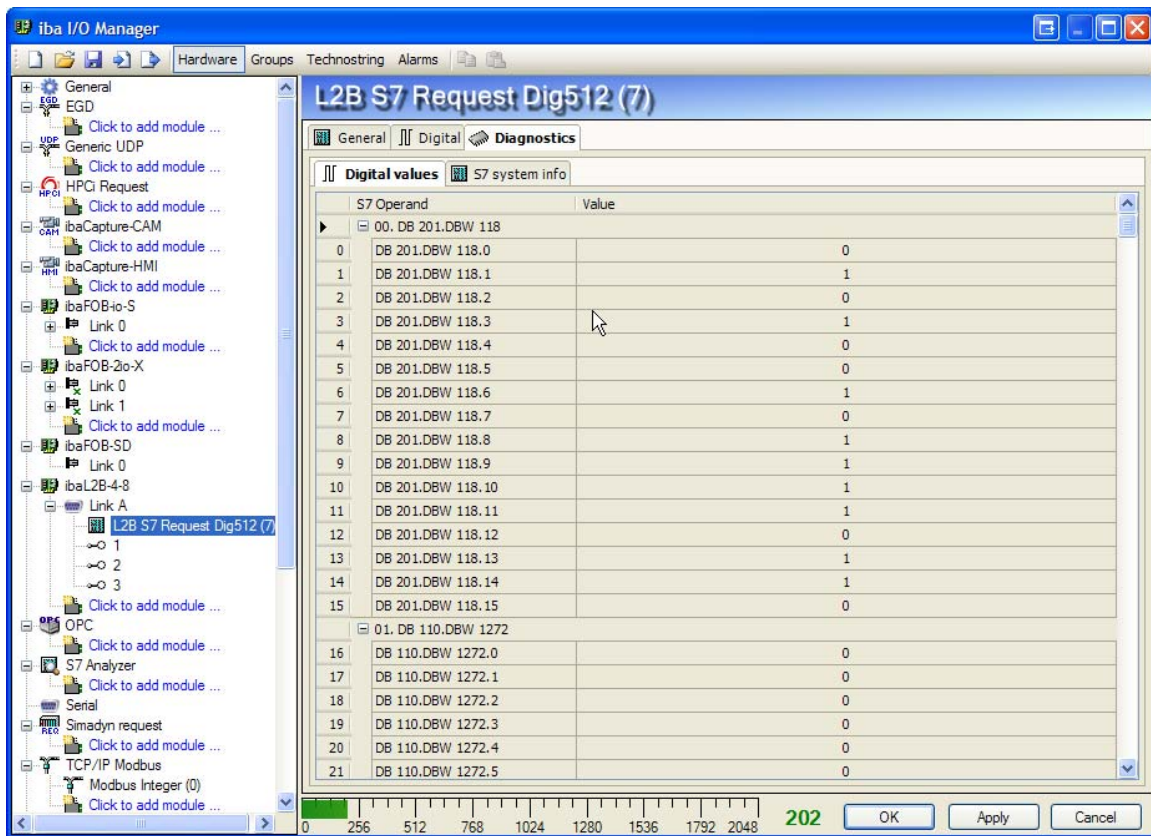 iba I/O Manager
Hardware Groups Technostring Alarms
General
EGD
EGD
Click to add module ...
UDP
Generic UDP
Click to add module ...
HPCi
HPCi Request
Click to add module ...
CAM
ibaCapture-CAM
Click to add module ...
HMI
ibaCapture-HMI
Click to add module ...
ibaFOB-io-S
Link 0
Click to add module ...
ibaFOB-2io-X
Link 0
Link 1
Click to add module ...
ibaFOB-SD
Link 0
ibaL2B-4-8
Link A
L2B S7 Request Dig512 (7)
1
2
3
Click to add module ...
OPC
OPC
Click to add module ...
S7 Analyzer
Click to add module ...
Serial
REQ
Simadyn request
Click to add module ...
TCP/IP Modbus
Modbus Integer (0)
Click to add module ...
L2B S7 Request Dig512 (7)
General Digital Diagnostics
Digital values S7 system info
S7 Operand Value
00. DB 201.DBW 118
0 DB 201.DBW 118.0 0
1 DB 201.DBW 118.1 1
2 DB 201.DBW 118.2 0
3 DB 201.DBW 118.3 1
4 DB 201.DBW 118.4 0
5 DB 201.DBW 118.5 0
6 DB 201.DBW 118.6 1
7 DB 201.DBW 118.7 0
8 DB 201.DBW 118.8 1
9 DB 201.DBW 118.9 1
10 DB 201.DBW 118.10 1
11 DB 201.DBW 118.11 1
12 DB 201.DBW 118.12 0
13 DB 201.DBW 118.13 1
14 DB 201.DBW 118.14 1
15 DB 201.DBW 118.15 0
01. DB 110.DBW 1272
16 DB 110.DBW 1272.0 0
17 DB 110.DBW 1272.1 0
18 DB 110.DBW 1272.2 0
19 DB 110.DBW 1272.3 0
20 DB 110.DBW 1272.4 0
21 DB 110.DBW 1272.5 0
0 256 512 768 1024 1280 1536 1792 2048
202 OK Apply Cancel